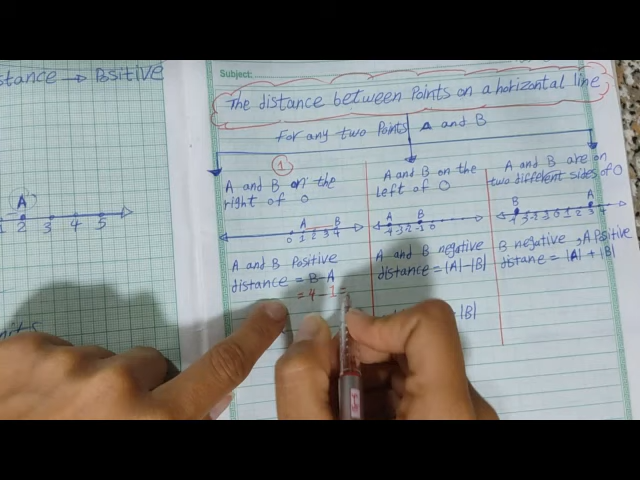 stance → Positive
A
2 3 4 5
Subject:
The distance between Points on a horizontal line
For any two Points A and B
1
A and B on the
right of 0
A B
0 1 2 3 4
A and B Positive
distance = B-A
= 4-1=
A and B on the
left of 0
A B
-4 -3 -2 -1 0
A and B negative
distance = |A|-|B|
|B|
A and B are on
two different sides of 0
B A
-4 -3 -2 -1 0 1 2 3 4
B negative , A Positive
distane = |A| + |B|